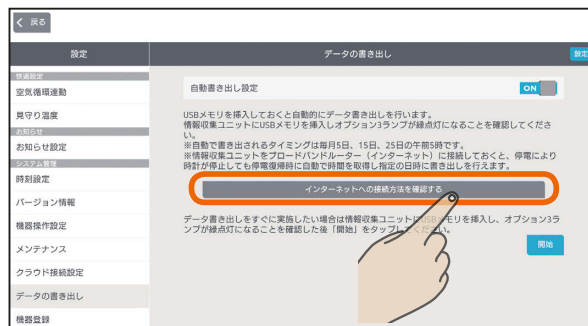 戻る
設定
データの書き出し
設定
快適設定
空気循環連動
見守り温度
お知らせ
お知らせ設定
システム管理
時刻設定
バージョン情報
機器操作設定
メンテナンス
クラウド接続設定
データの書き出し
機器登録
自動書き出し設定
ON
USBメモリを挿入しておくと自動的にデータ書き出しを行います。
情報収集ユニットにUSBメモリを挿入しオプション3ランプが緑点灯になることを確認してくださ
い。
※自動で書き出されるタイミングは毎月5日、15日、25日の午前5時です。
※情報収集ユニットをブロードバンドルーター（インターネット）に接続しておくと、停電により
時計が停止しても停電復帰時に自動で時間を取得し指定の日時に書き出しを行えます。
インターネットへの接続方法を確認する
データ書き出しをすぐに実施したい場合は情報収集ユニットにUSBメモリを挿入し、オプション3ラ
ンプが緑点灯になることを確認した後「開始」をタップしてください。
開始